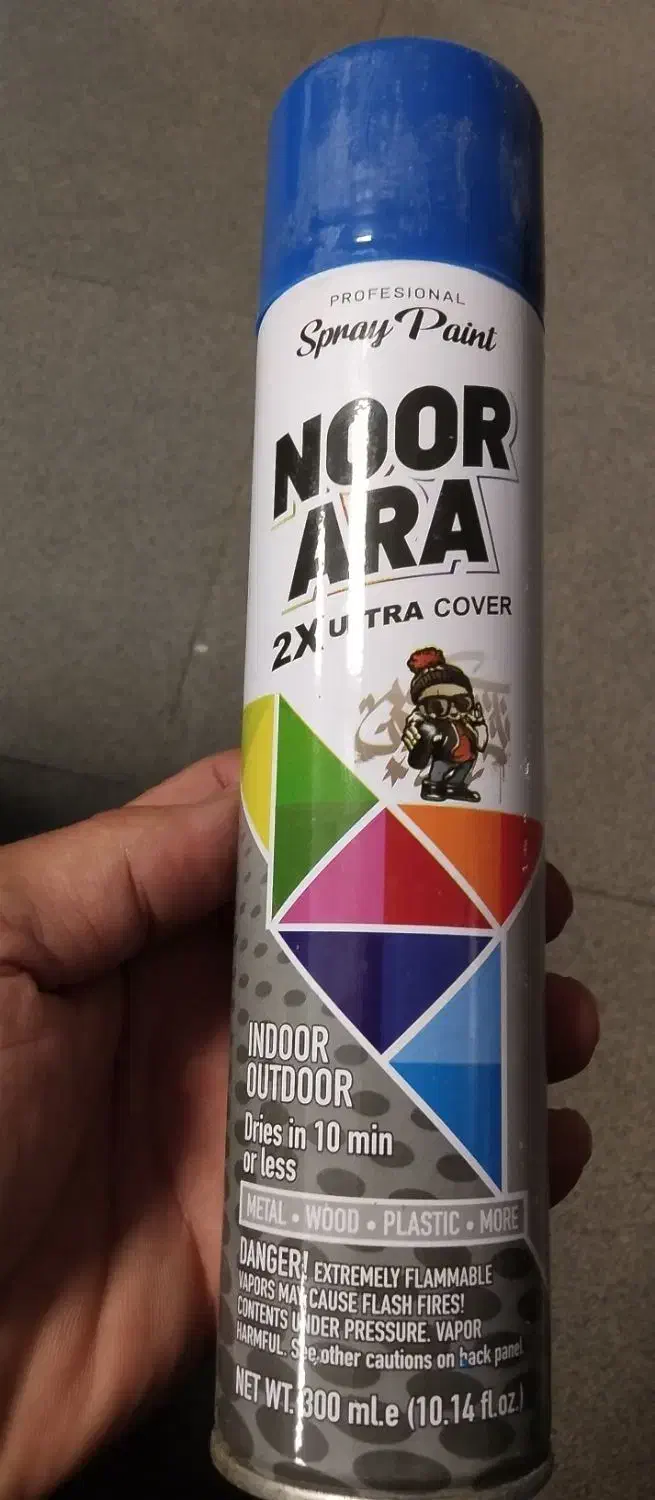 PROFESIONAL
Spray Paint
NOOR
ARA
2X ULTRA COVER
INDOOR
OUTDOOR
Dries in 10 min
or less
METAL • WOOD • PLASTIC • MORE
DANGER! EXTREMELY FLAMMABLE
VAPORS MAY CAUSE FLASH FIRES!
CONTENTS UNDER PRESSURE. VAPOR
HARMFUL. See other cautions on back panel
NET WT. 300 ml.e (10.14 fl.oz.)